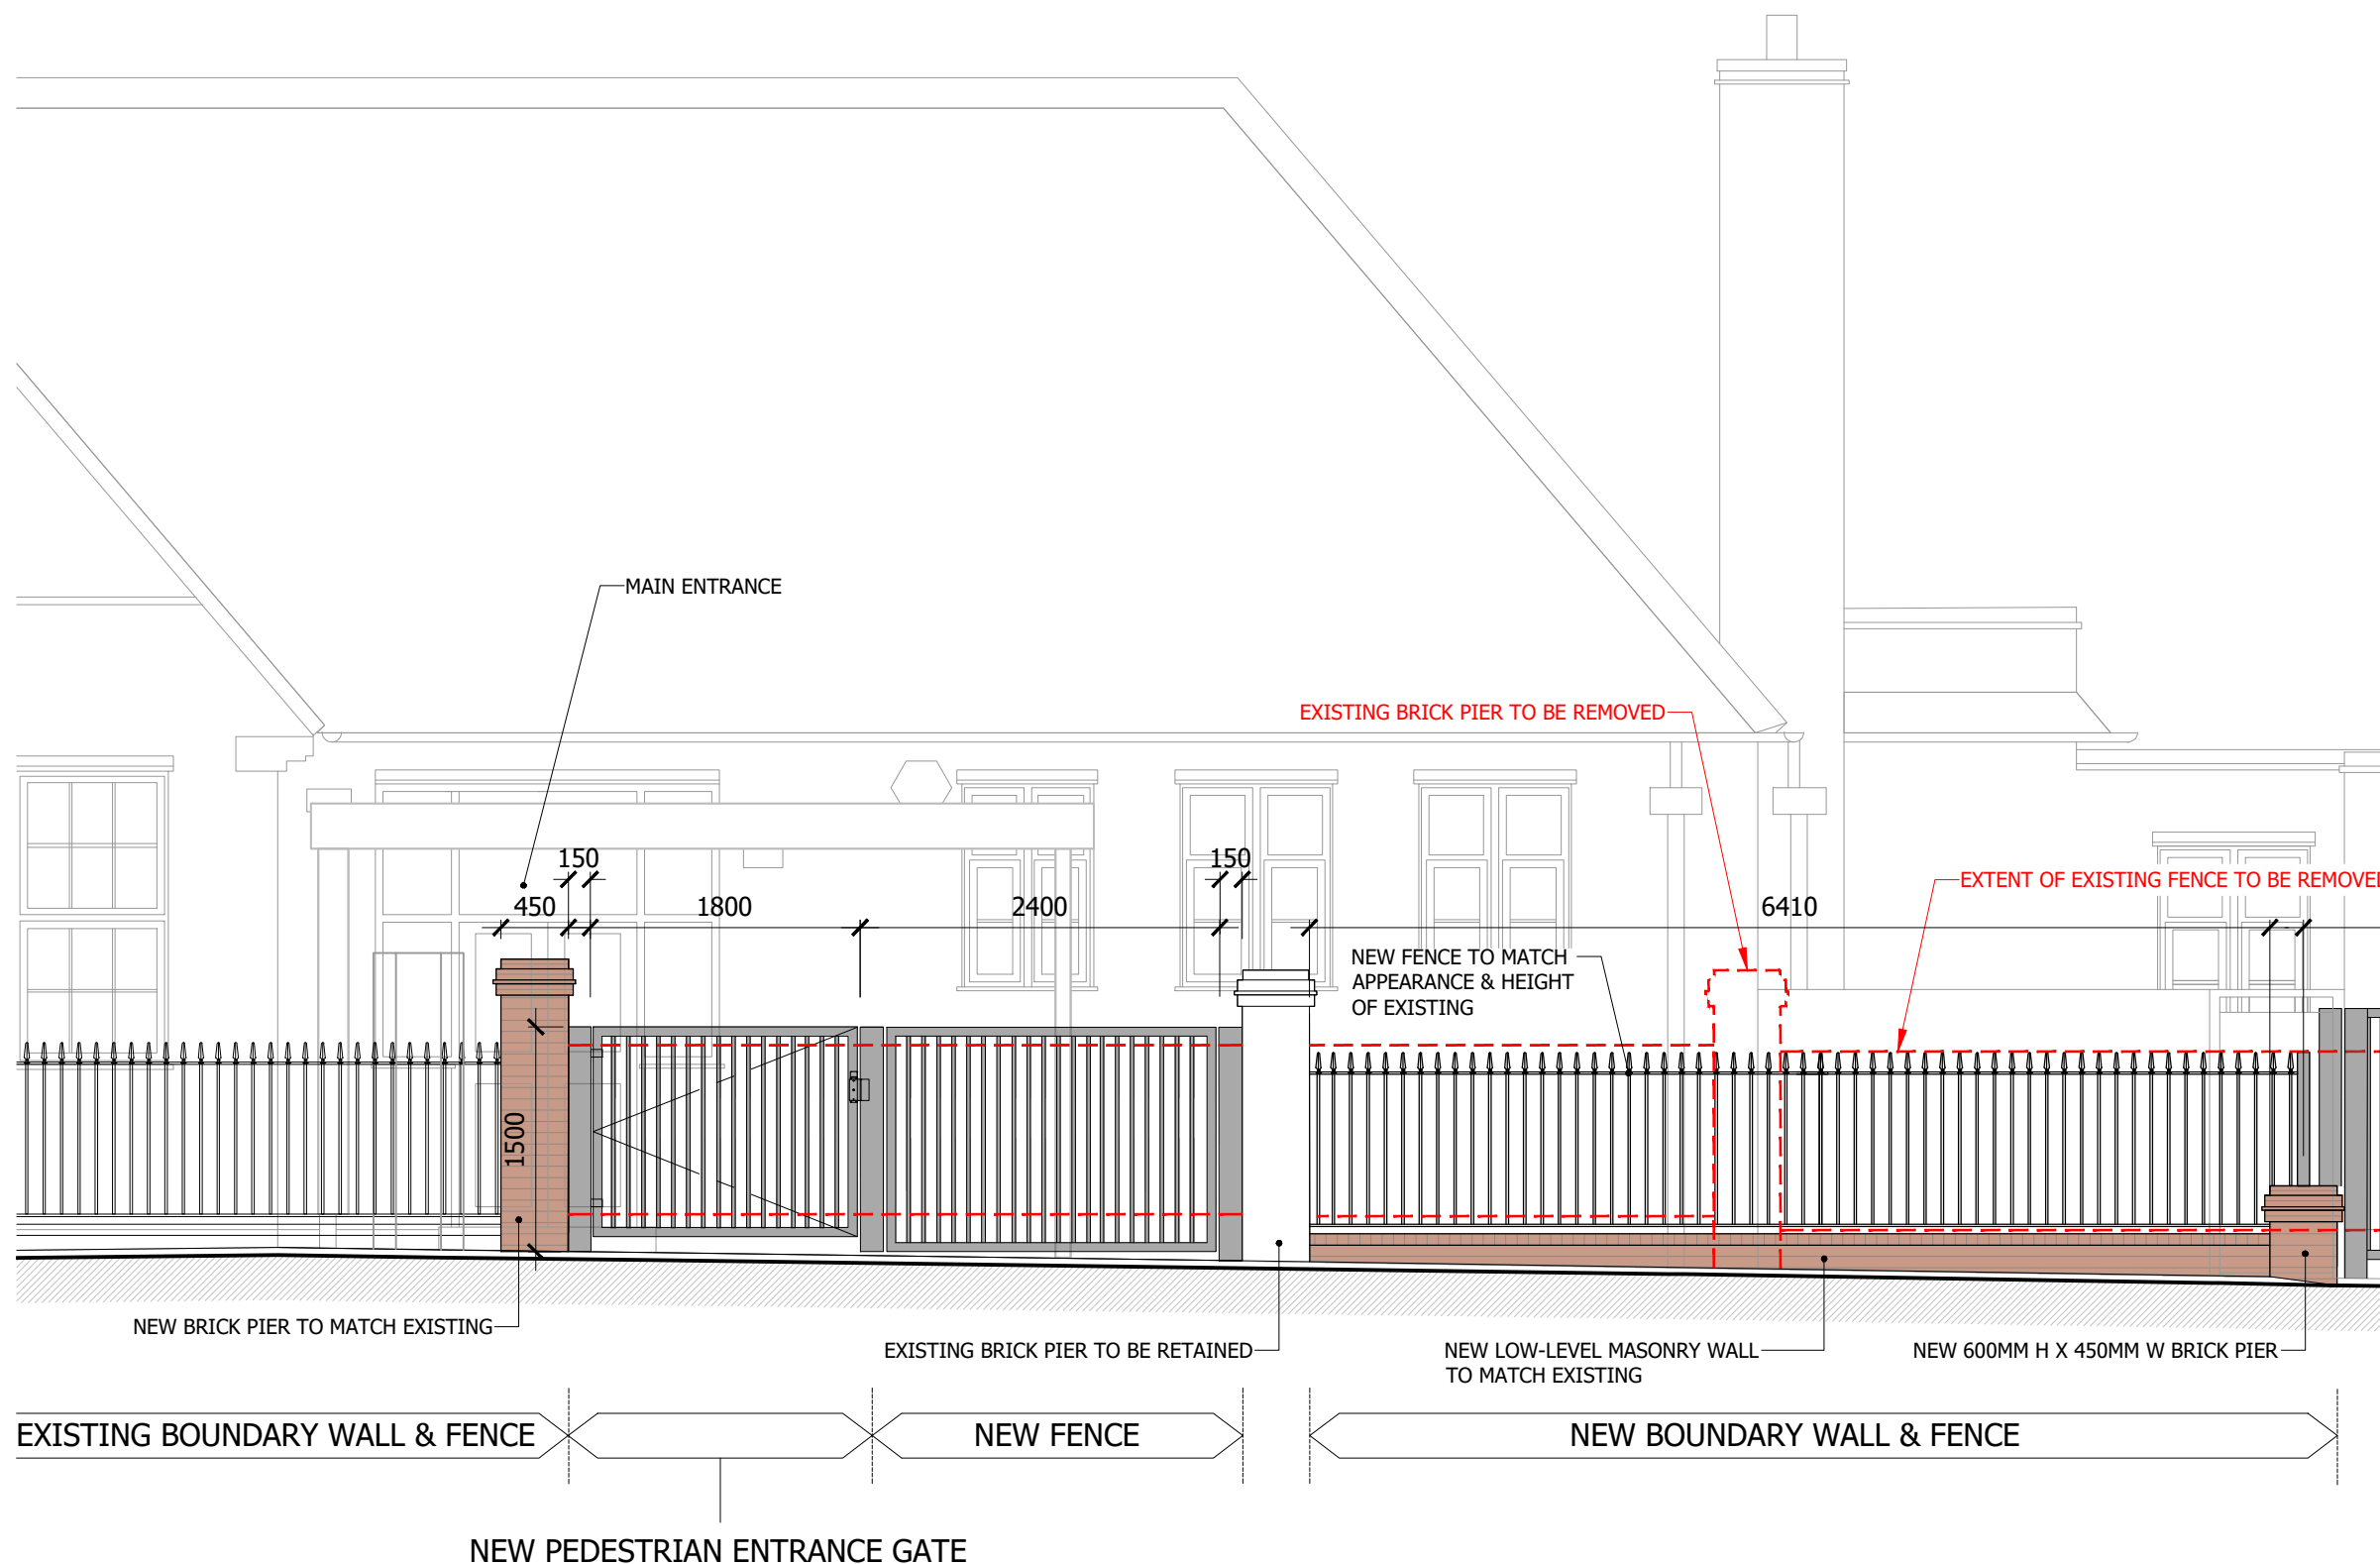 MAIN ENTRANCE
EXISTING BRICK PIER TO BE REMOVED
150
150
EXTENT OF EXISTING FENCE TO BE REMOVED
450
1800
2400
6410
NEW FENCE TO MATCH
APPEARANCE & HEIGHT
OF EXISTING
1500
NEW BRICK PIER TO MATCH EXISTING
EXISTING BRICK PIER TO BE RETAINED
NEW LOW-LEVEL MASONRY WALL
TO MATCH EXISTING
NEW 600MM H X 450MM W BRICK PIER
EXISTING BOUNDARY WALL & FENCE
NEW FENCE
NEW BOUNDARY WALL & FENCE
NEW PEDESTRIAN ENTRANCE GATE